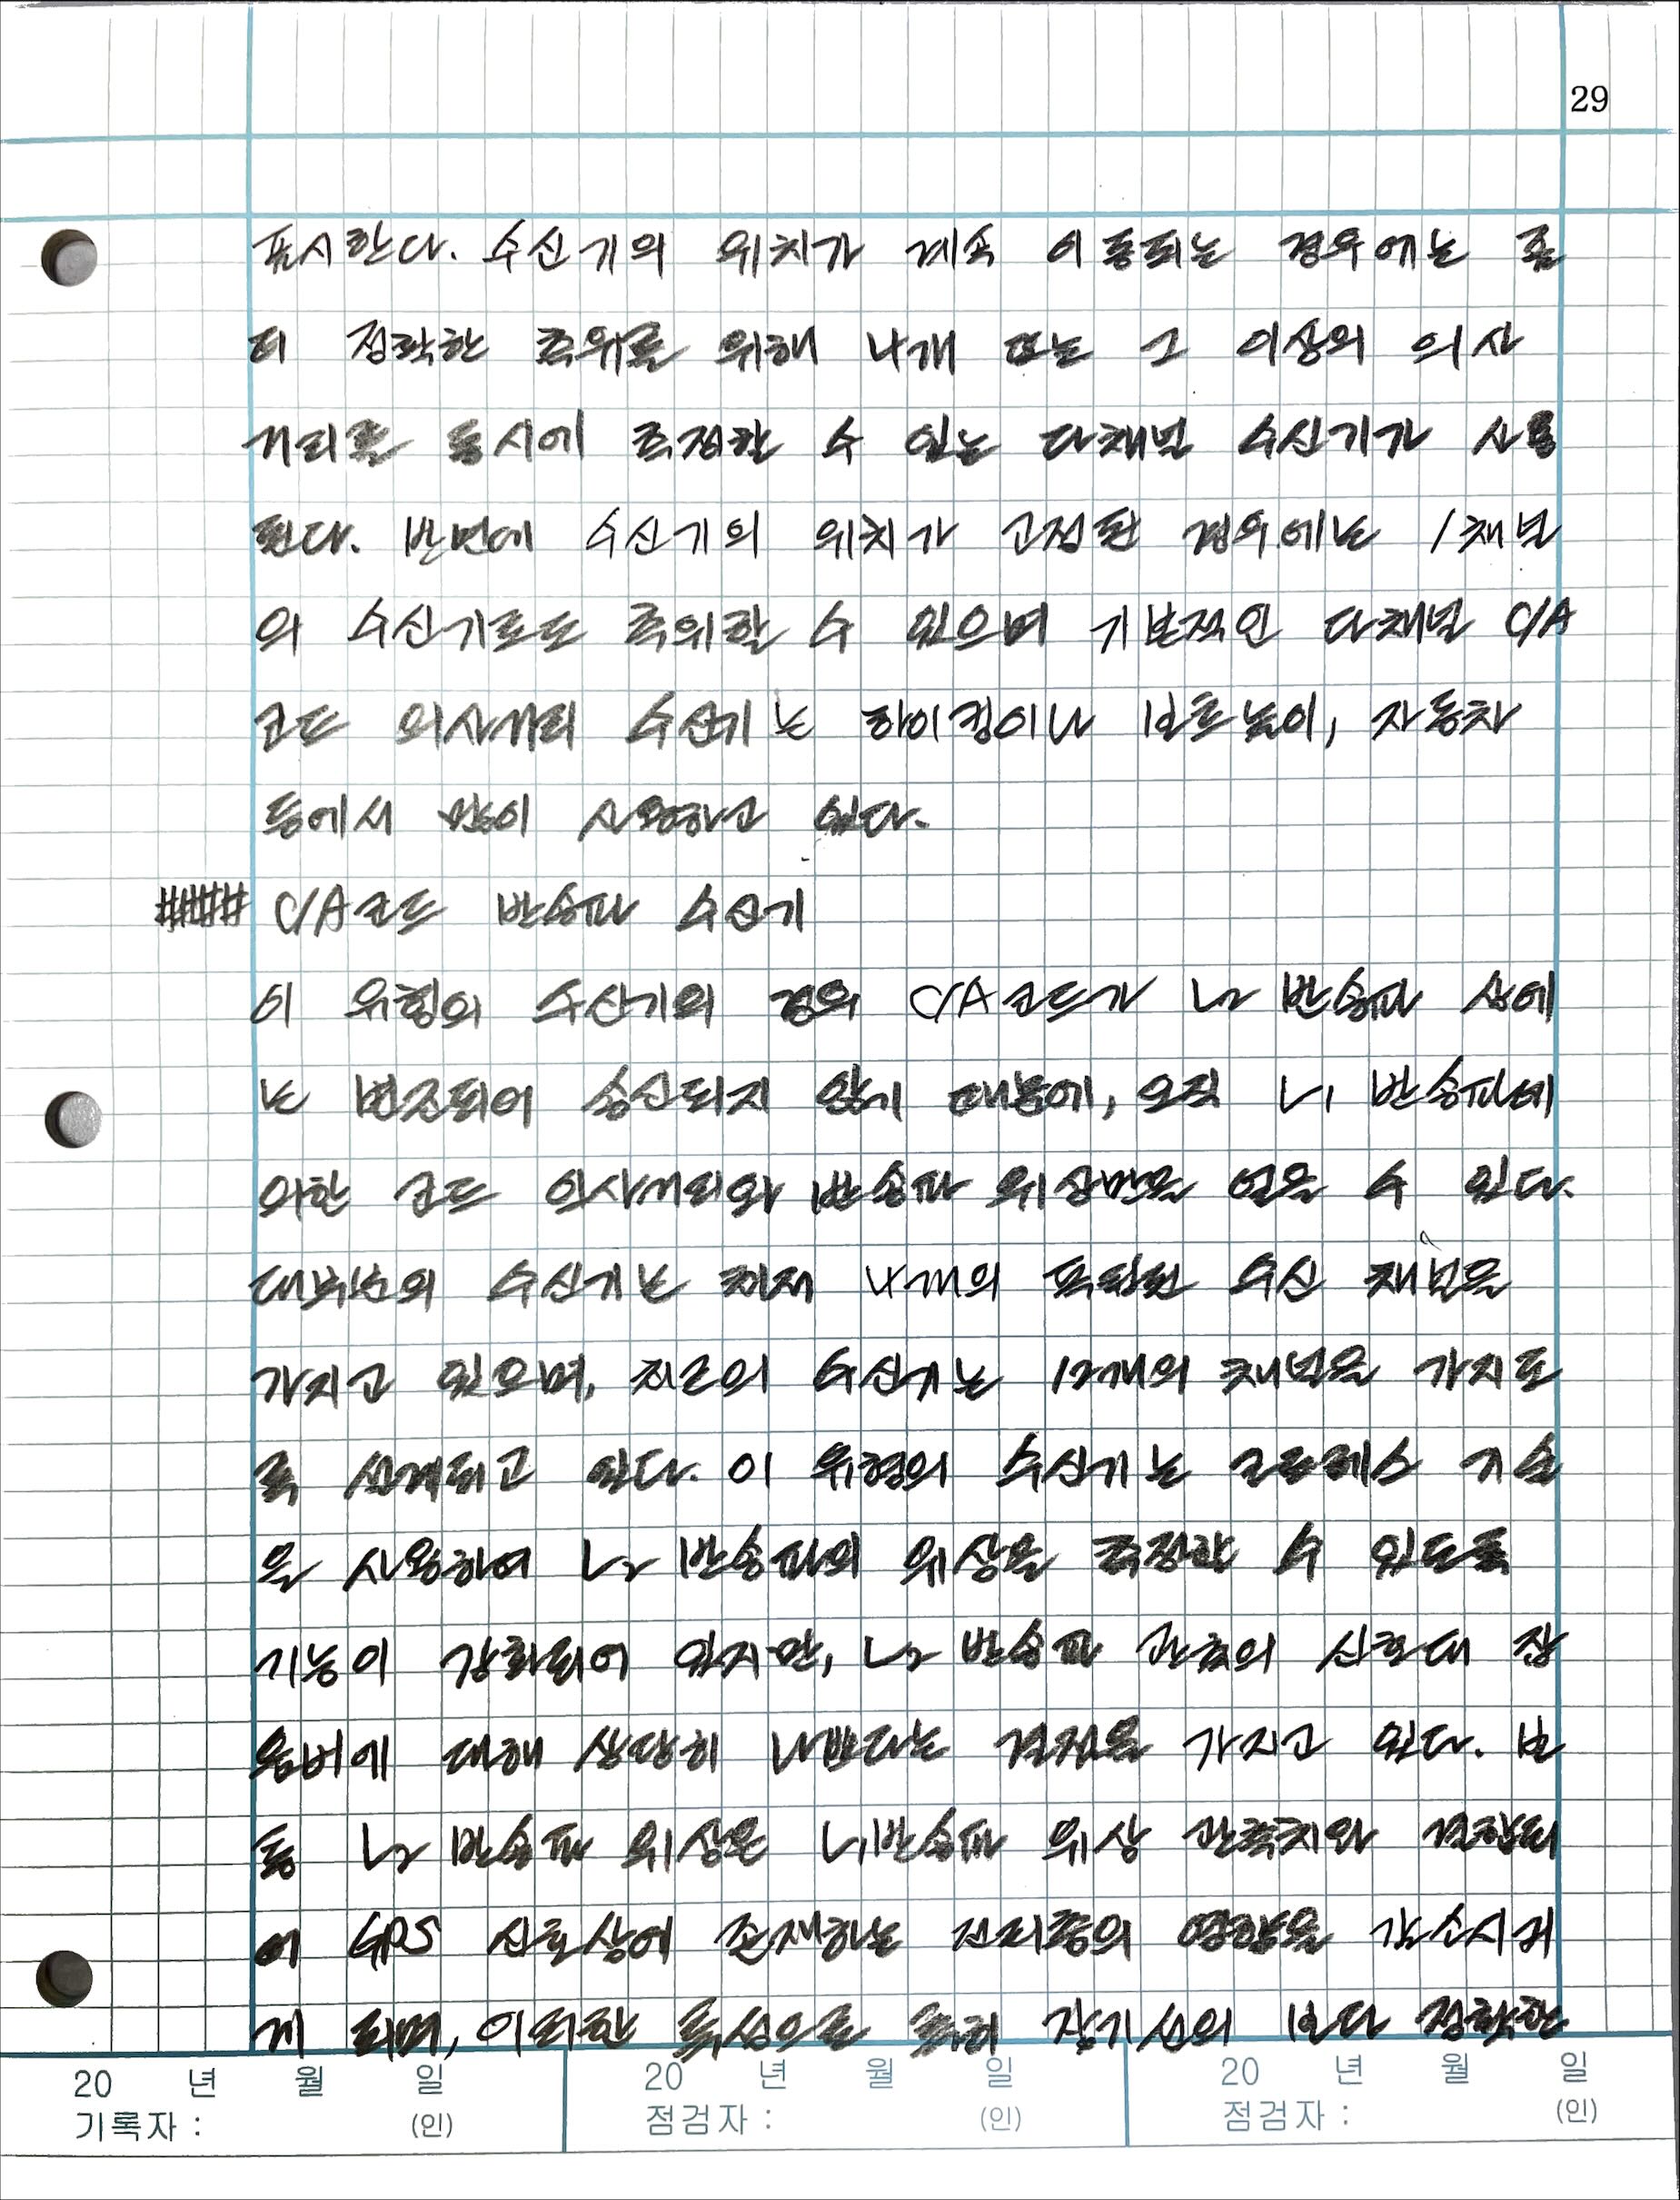 29
표시한다. 수신기의 위치가 계속 이동되는 경우에는 좀
더 정확한 측위를 위해 4개 또는 그 이상의 의사
거리를 동시에 측정할 수 있는 다채널 수신기가 사용
된다. 반면에 수신기의 위치가 고정된 경우에는 1채널
의 수신기로도 측위할 수 있으며 기본적인 다채널 C/A
코드 의사거리 수신기는 하이킹이나 보트놀이, 자동차
등에서 많이 사용하고 있다.
#### C/A코드 반송파 수신기
이 유형의 수신기의 경우 C/A코드가 L2 반송파 상에
는 변조되어 송신되지 않기 때문에, 오직 L1 반송파에
의한 코드 의사거리와 반송파 위상만을 얻을 수 있다.
대부분의 수신기는 최저 4개의 독립된 수신 채널을
가지고 있으며, 최근의 수신기는 12개의 채널을 가지도
록 설계되고 있다. 이 유형의 수신기는 코드레스 기술
을 사용하여 L2 반송파의 위상을 측정할 수 있도록
기능이 강화되어 있지만, L2 반송파 관측의 신호대 잡
음비에 대해 상당히 나쁘다는 결점을 가지고 있다. 보
통 L2 반송파 위상은 L1반송파 위상 관측치와 결합되
어 GPS 신호상에 존재하는 전리층의 영향을 감소시키
게 되며, 이러한 특성으로 통해 장기선의 보다 정확한
20 년 월 일 20 년 월 일 20 년 월 일
기록자 : (인) 점검자 : (인) 점검자 : (인)